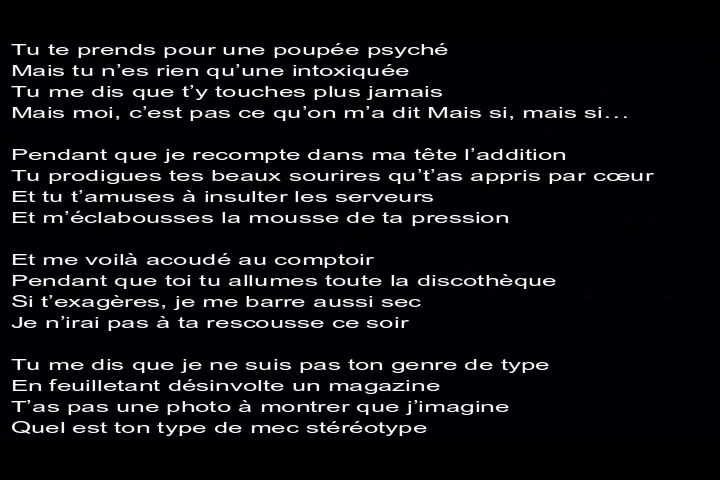 Tu te prends pour une poupée psyché
Mais tu n'es rien qu'une intoxiquée
Tu me dis que t'y touches plus jamais
Mais moi, c'est pas ce qu'on m'a dit Mais si, mais si...
Pendant que je recompte dans ma tête l'addition
Tu prodigues tes beaux sourires qu't'as appris par cœur
Et tu t'amuses à insulter les serveurs
Et m'éclabousses la mousse de ta pression
Et me voilà acoudé au comptoir
Pendant que toi tu allumes toute la discothèque
Si t'exagères, je me barre aussi sec
Je n'irai pas à ta rescousse ce soir
Tu me dis que je ne suis pas ton genre de type
En feuilletant désinvolte un magazine
T'as pas une photo à montrer que j'imagine
Quel est ton type de mec stéréotype